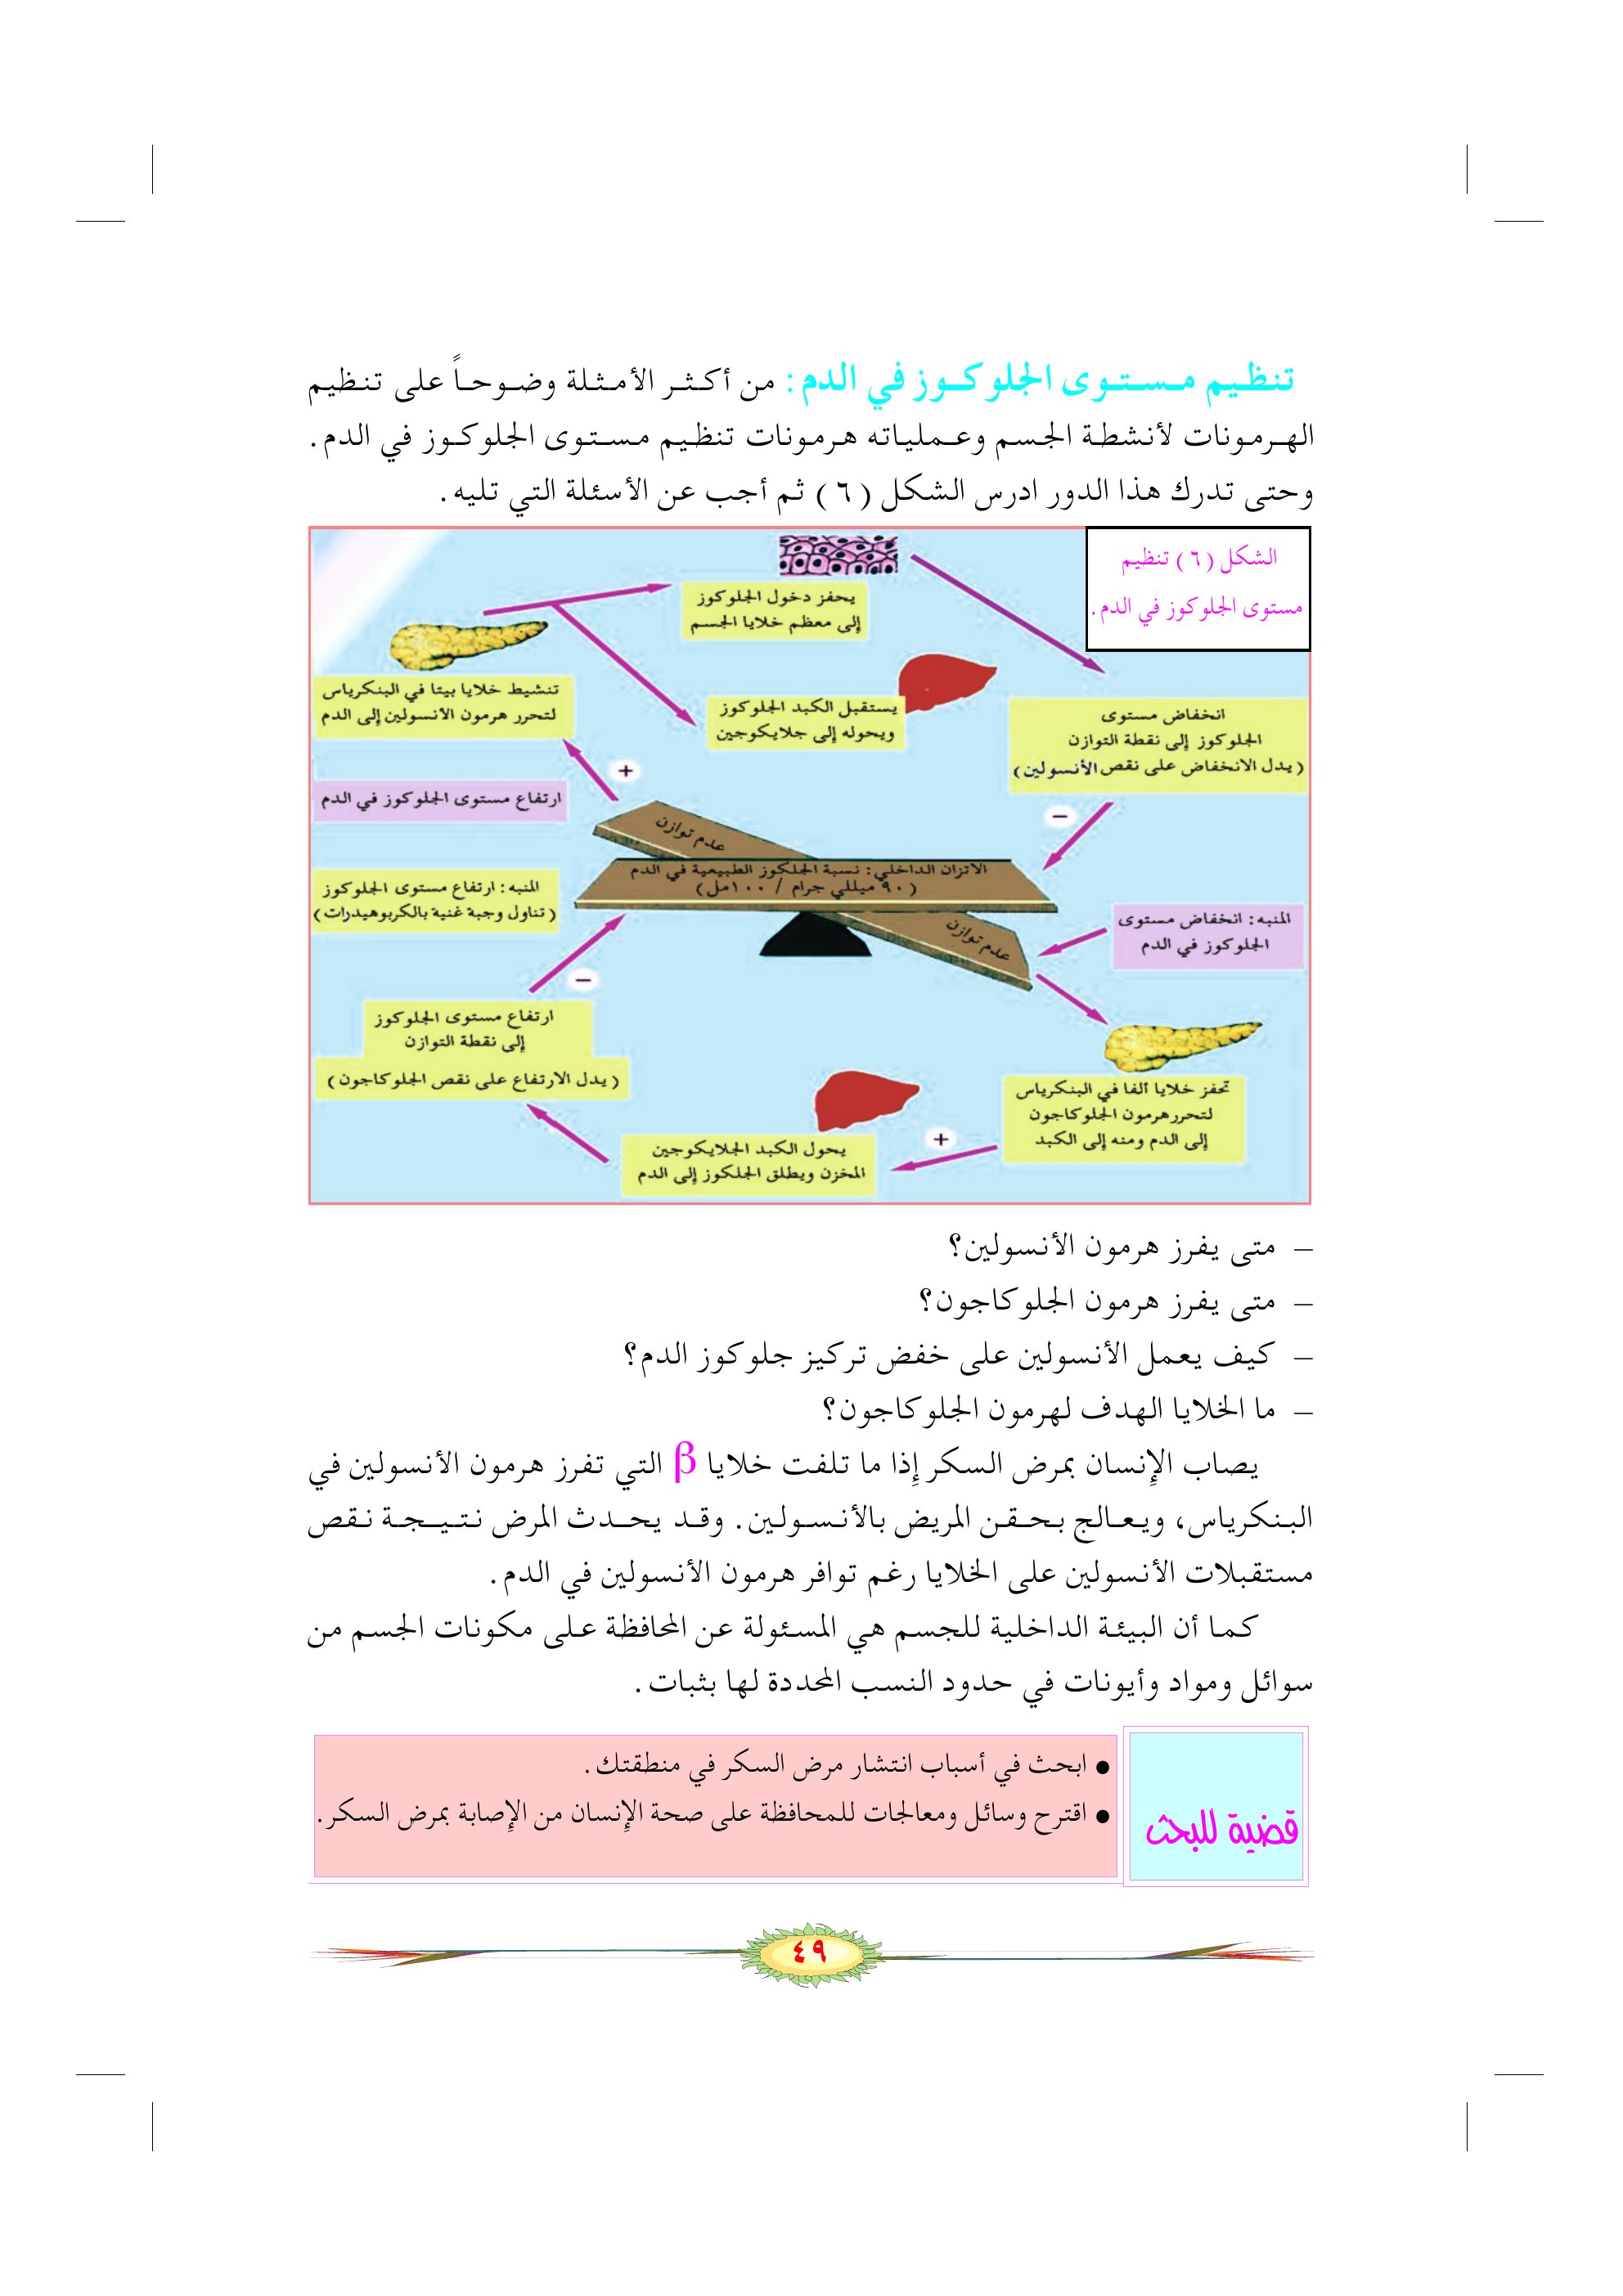 تنظيم مستوى الجلوكوز في الدم: من أكثر الأمثلة وضوحاً على تنظيم
الهرمونات لأنشطة الجسم وعملياته هرمونات تنظيم مستوى الجلوكوز في الدم.
وحتى تدرك هذا الدور ادرس الشكل (٦) ثم أجب عن الأسئلة التي تليه.
الشكل (٦) تنظيم
مستوى الجلوكوز في الدم.
يحفز دخول الجلوكوز
إلى معظم خلايا الجسم
تنشيط خلايا بيتا في البنكرياس
لتحرر هرمون الأنسولين إلى الدم
يستقبل الكبد الجلوكوز
ويحوله إلى جلايكوجين
انخفاض مستوى
الجلوكوز إلى نقطة التوازن
(يدل الانخفاض على نقص الأنسولين)
+
ارتفاع مستوى الجلوكوز في الدم
−
عدم توازن
الاتزان الداخلي: نسبة الجلكوز الطبيعية في الدم
(٩٠ ميللي جرام / ١٠٠مل)
عدم توازن
المنبه: ارتفاع مستوى الجلوكوز
(تناول وجبة غنية بالكربوهيدرات)
المنبه: انخفاض مستوى
الجلوكوز في الدم
−
ارتفاع مستوى الجلوكوز
إلى نقطة التوازن
(يدل الارتفاع على نقص الجلوكاجون)
تحفز خلايا ألفا في البنكرياس
لتحرر هرمون الجلوكاجون
إلى الدم ومنه إلى الكبد
+
يحول الكبد الجلايكوجين
المخزن ويطلق الجلكوز إلى الدم
– متى يفرز هرمون الأنسولين؟
– متى يفرز هرمون الجلوكاجون؟
– كيف يعمل الأنسولين على خفض تركيز جلوكوز الدم؟
– ما الخلايا الهدف لهرمون الجلوكاجون؟
يصاب الإنسان بمرض السكر إذا ما تلفت خلايا β التي تفرز هرمون الأنسولين في
البنكرياس، ويعالج بحقن المريض بالأنسولين. وقد يحدث المرض نتيجة نقص
مستقبلات الأنسولين على الخلايا رغم توافر هرمون الأنسولين في الدم.
كما أن البيئة الداخلية للجسم هي المسئولة عن المحافظة على مكونات الجسم من
سوائل ومواد وأيونات في حدود النسب المحددة لها بثبات.
قضية للبحث
● ابحث في أسباب انتشار مرض السكر في منطقتك.
● اقترح وسائل ومعالجات للمحافظة على صحة الإنسان من الإصابة بمرض السكر.
٤٩